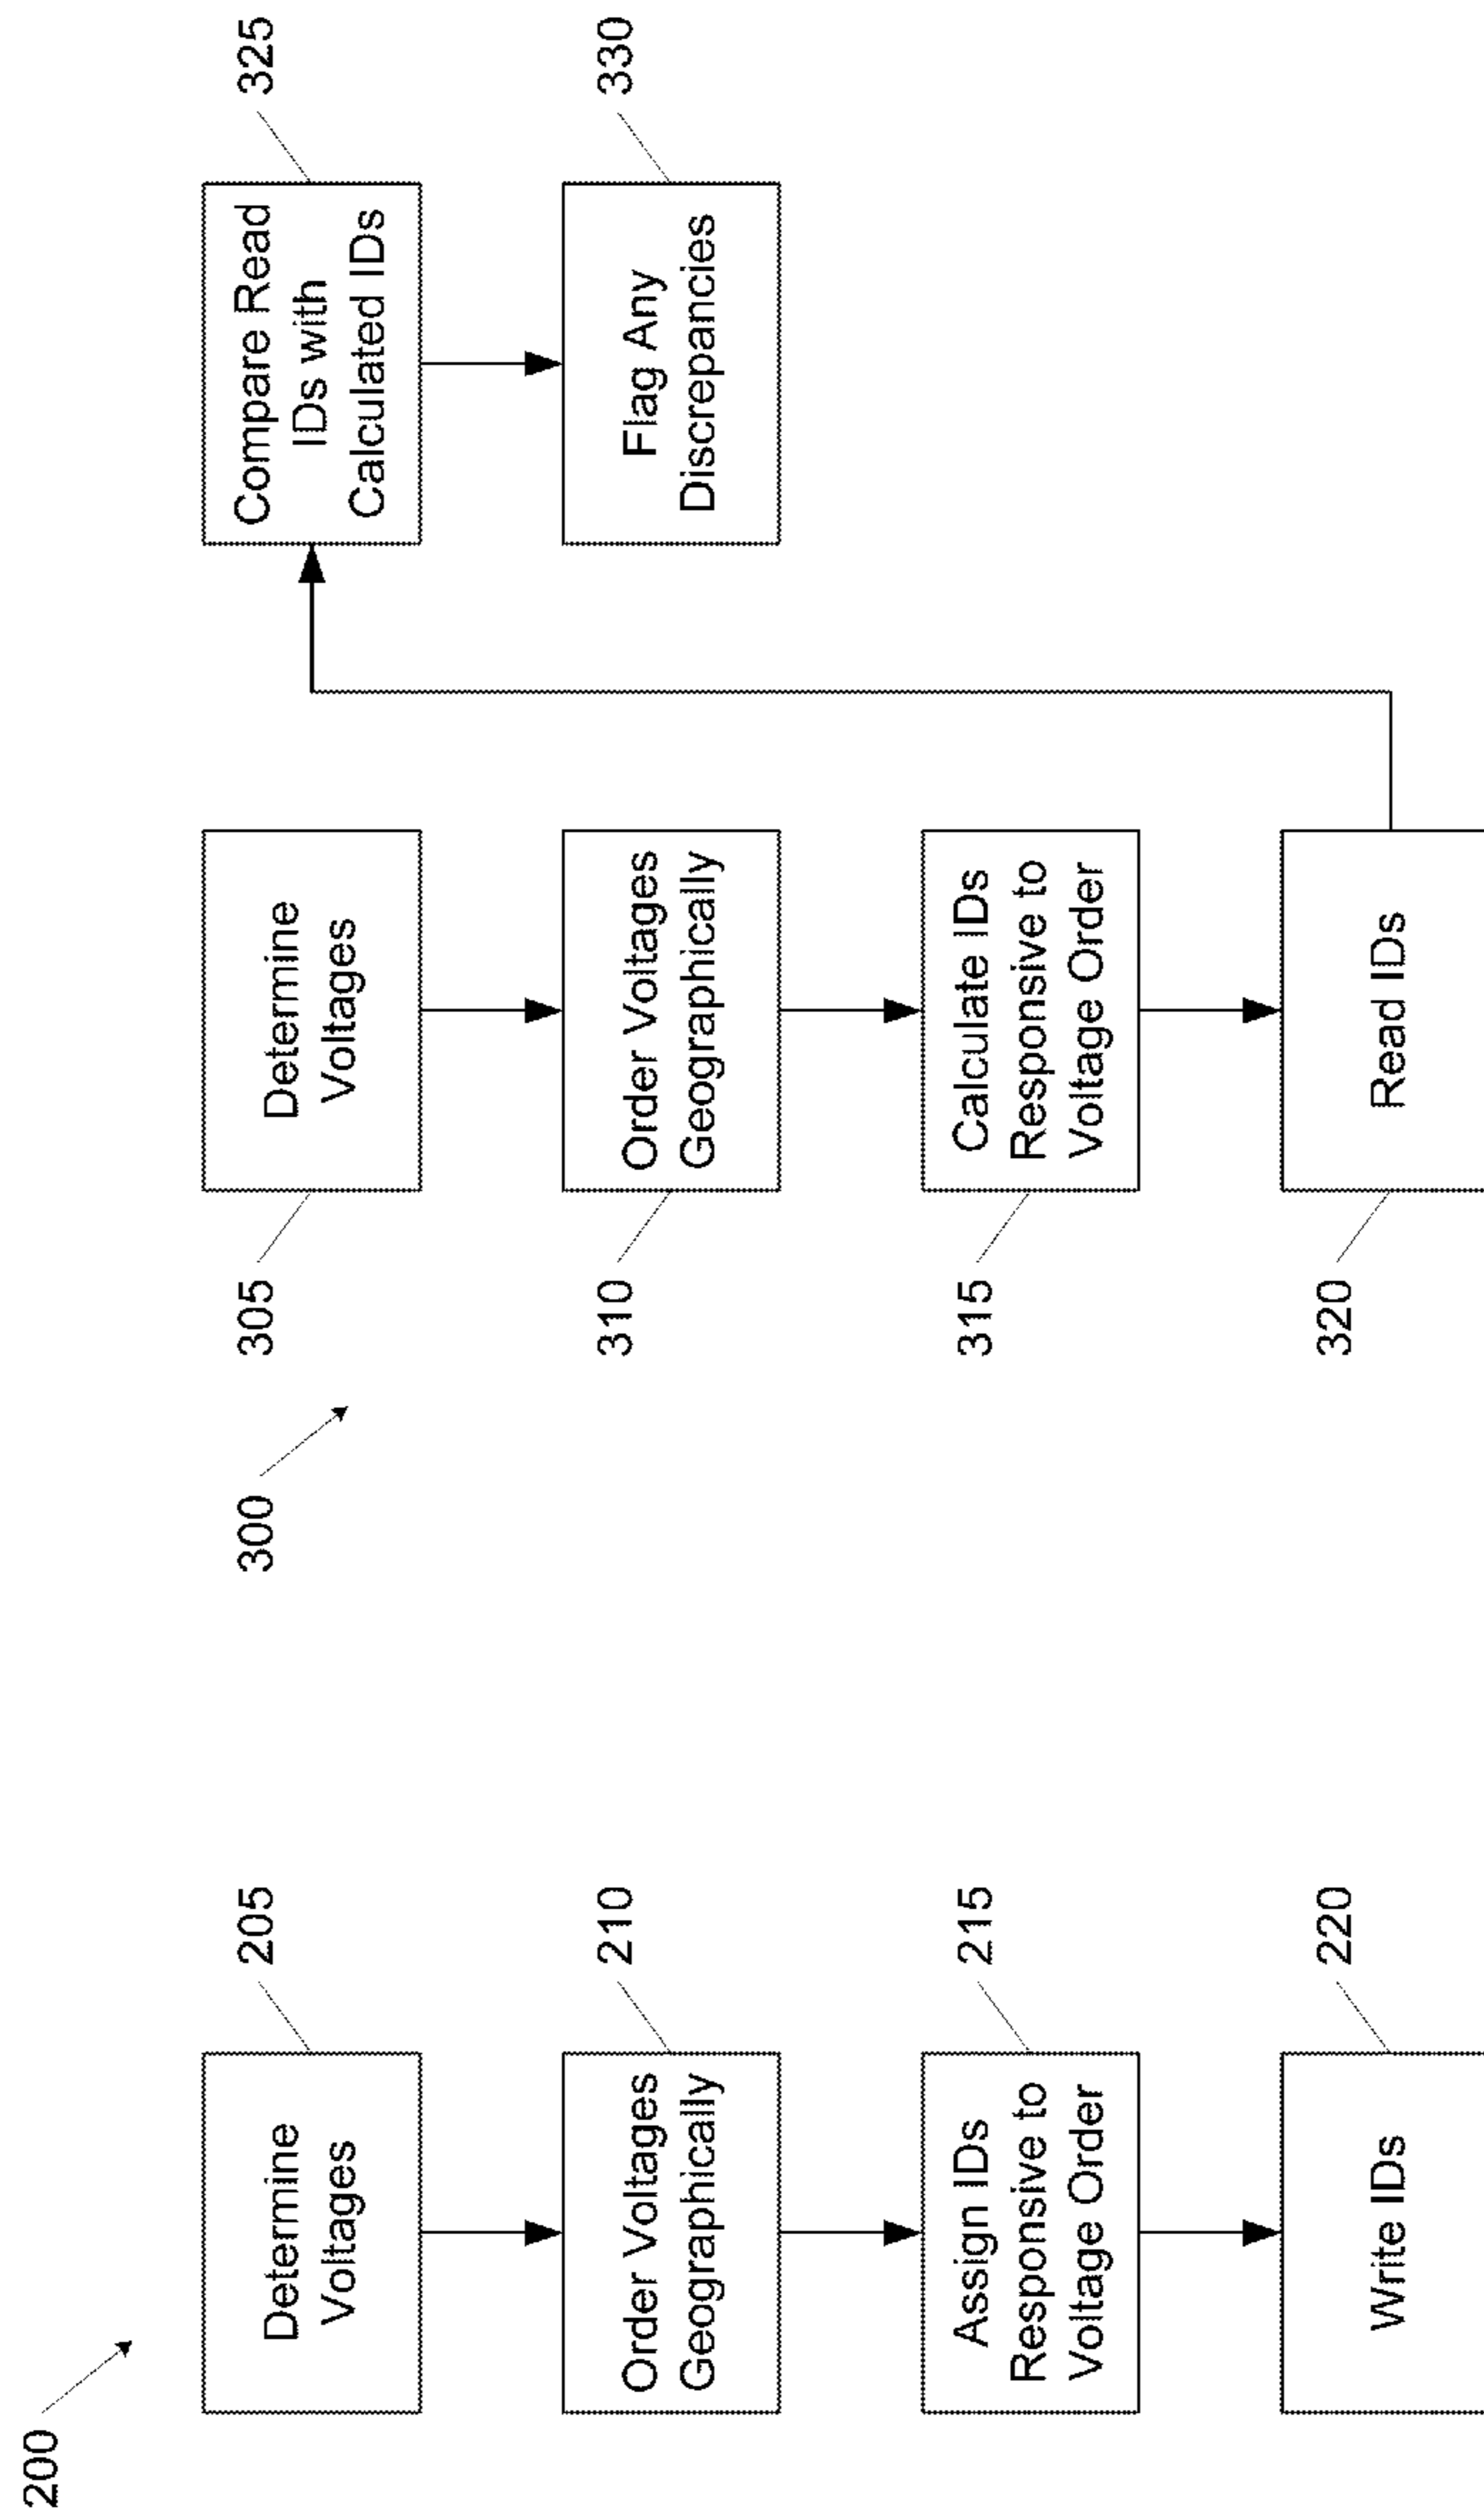 200
205
Determine
Voltages
210
Order Voltages
Geographically
215
Assign IDs
Responsive to
Voltage Order
220
Write IDs
300
305
Determine
Voltages
310
Order Voltages
Geographically
315
Calculate IDs
Responsive to
Voltage Order
320
Read IDs
325
Compare Read
IDs with
Calculated IDs
330
Flag Any
Discrepancies